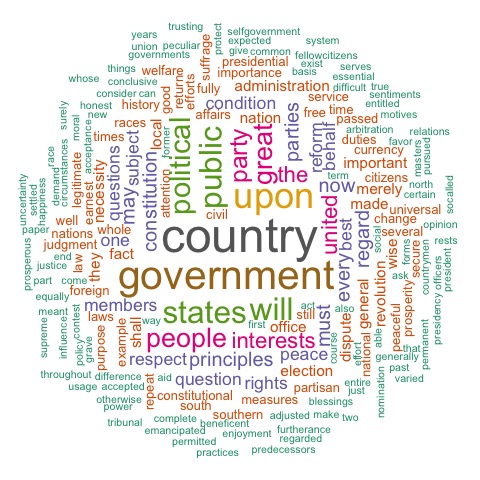 trusting
years
protect
selfgovernment
union
peculiar
suffrage
expected
system
governments
give
common
fellowcitizens
things
welfare
presidential
exist
serves
whose
conclusive
returns
efforts
fully
importance
basis
essential
consider
can
good
administration
difficult
true
honest
history
affairs
nation
condition
service
sentiments
entitled
new
races
local
free
time
passed
motives
surely
moral
acceptance
times
former
political
public
party
great
parties
reform
behalf
duties
arbitration
favor
relations
race
demand
circumstances
legitimate
earnest
necessity
questions
may
subject
constitution
attention
the
currency
important
masters
pursued
happiness
upon
now
term
citizens
north
certain
uncertainty
settled
well
they
civil
united
regard
merely
made
universal
socalled
paper
nations
whole
one
country
every
best
social
change
several
opinion
prosperous
judgment
fact
wise
forms
rests
end
law
government
revolution
secure
countrymen
president
justice
foreign
ask
officers
part
come
members
states
will
act
also
must
dispute
general
national
able
prosperity
peaceful
that
presidency
equally
laws
shall
way
first
still
permanent
meant
example
people
interests
office
course
effort
generally
supreme
influence
policy
contest
grave
purpose
respect
principles
peace
past
throughout
difference
aid
question
rights
election
partisan
entire
just
varied
usage
accepted
repeat
constitutional
measures
blessings
nomination
otherwise
south
southern
adjusted
make
two
power
complete
beneficent
furtherance
tribunal
emancipated
enjoyment
regarded
permitted
predecessors
practices